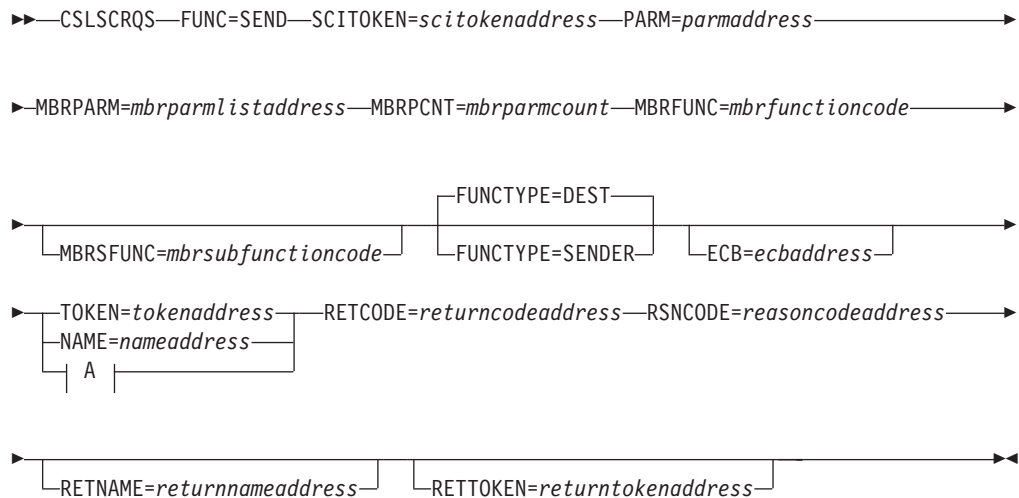 CSLSCRQS FUNC=SEND SCITOKEN=scitokenaddress PARM=parmaddress
MBRPARM=mbrparmlistaddress MBRPCNT=mbrparmcount MBRFUNC=mbrfunctioncode
FUNCTYPE=DEST
MBRSFUNC=mbrsubfunctioncode FUNCTYPE=SENDER ECB=ecbaddress
TOKEN=tokenaddress RETCODE=returncodeaddress RSNCODE=reasoncodeaddress
NAME=nameaddress
A
RETNAME=returnnameaddress RETTOKEN=returntokenaddress